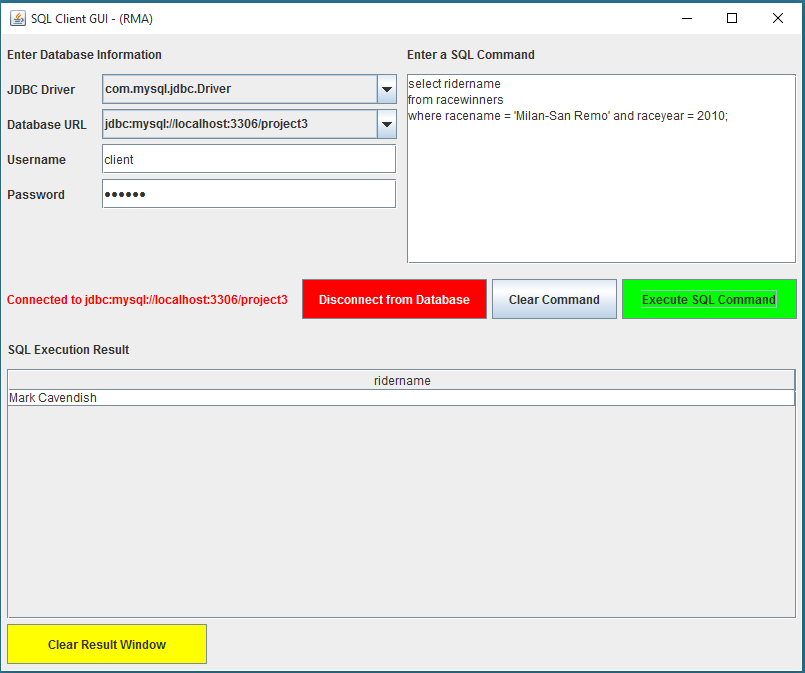 SQL Client GUI - (RMA)
Enter Database Information
JDBC Driver
com.mysql.jdbc.Driver
Database URL
jdbc:mysql://localhost:3306/project3
Username
client
Password
••••••
Enter a SQL Command
select ridername
from racewinners
where racename = 'Milan-San Remo' and raceyear = 2010;
Connected to jdbc:mysql://localhost:3306/project3
Disconnect from Database
Clear Command
Execute SQL Command
SQL Execution Result
ridername
Mark Cavendish
Clear Result Window